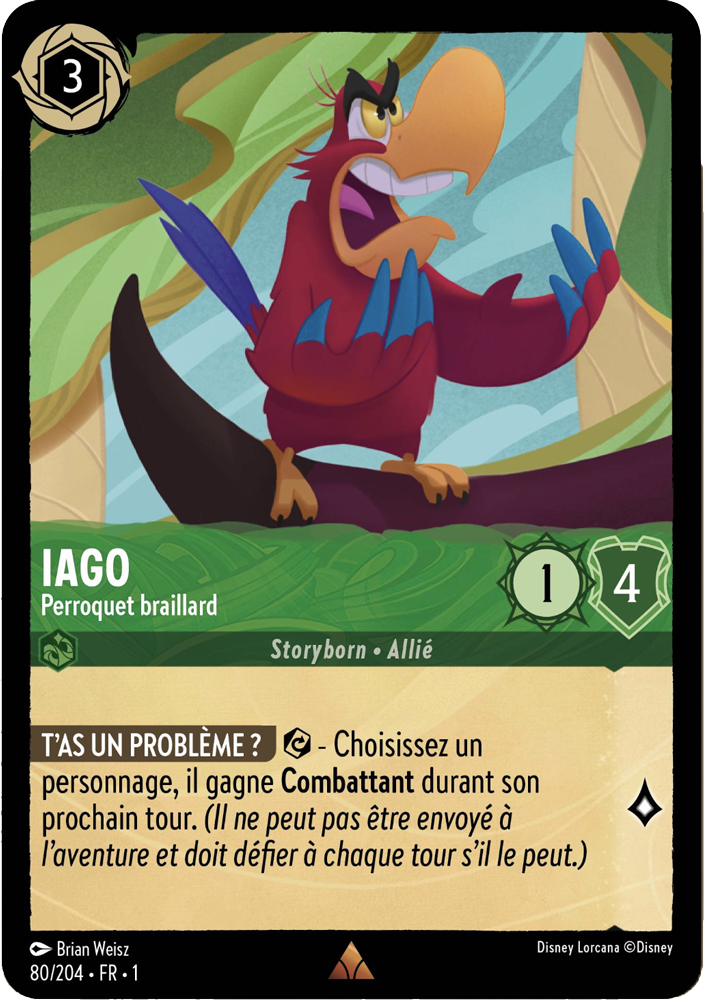 3
IAGO
Perroquet braillard
1
4
Storyborn • Allié
T'AS UN PROBLÈME ? - Choisissez un
personnage, il gagne Combattant durant son
prochain tour. (Il ne peut pas être envoyé à
l'aventure et doit défier à chaque tour s'il le peut.)
Brian Weisz
Disney Lorcana ©Disney
80/204 • FR • 1